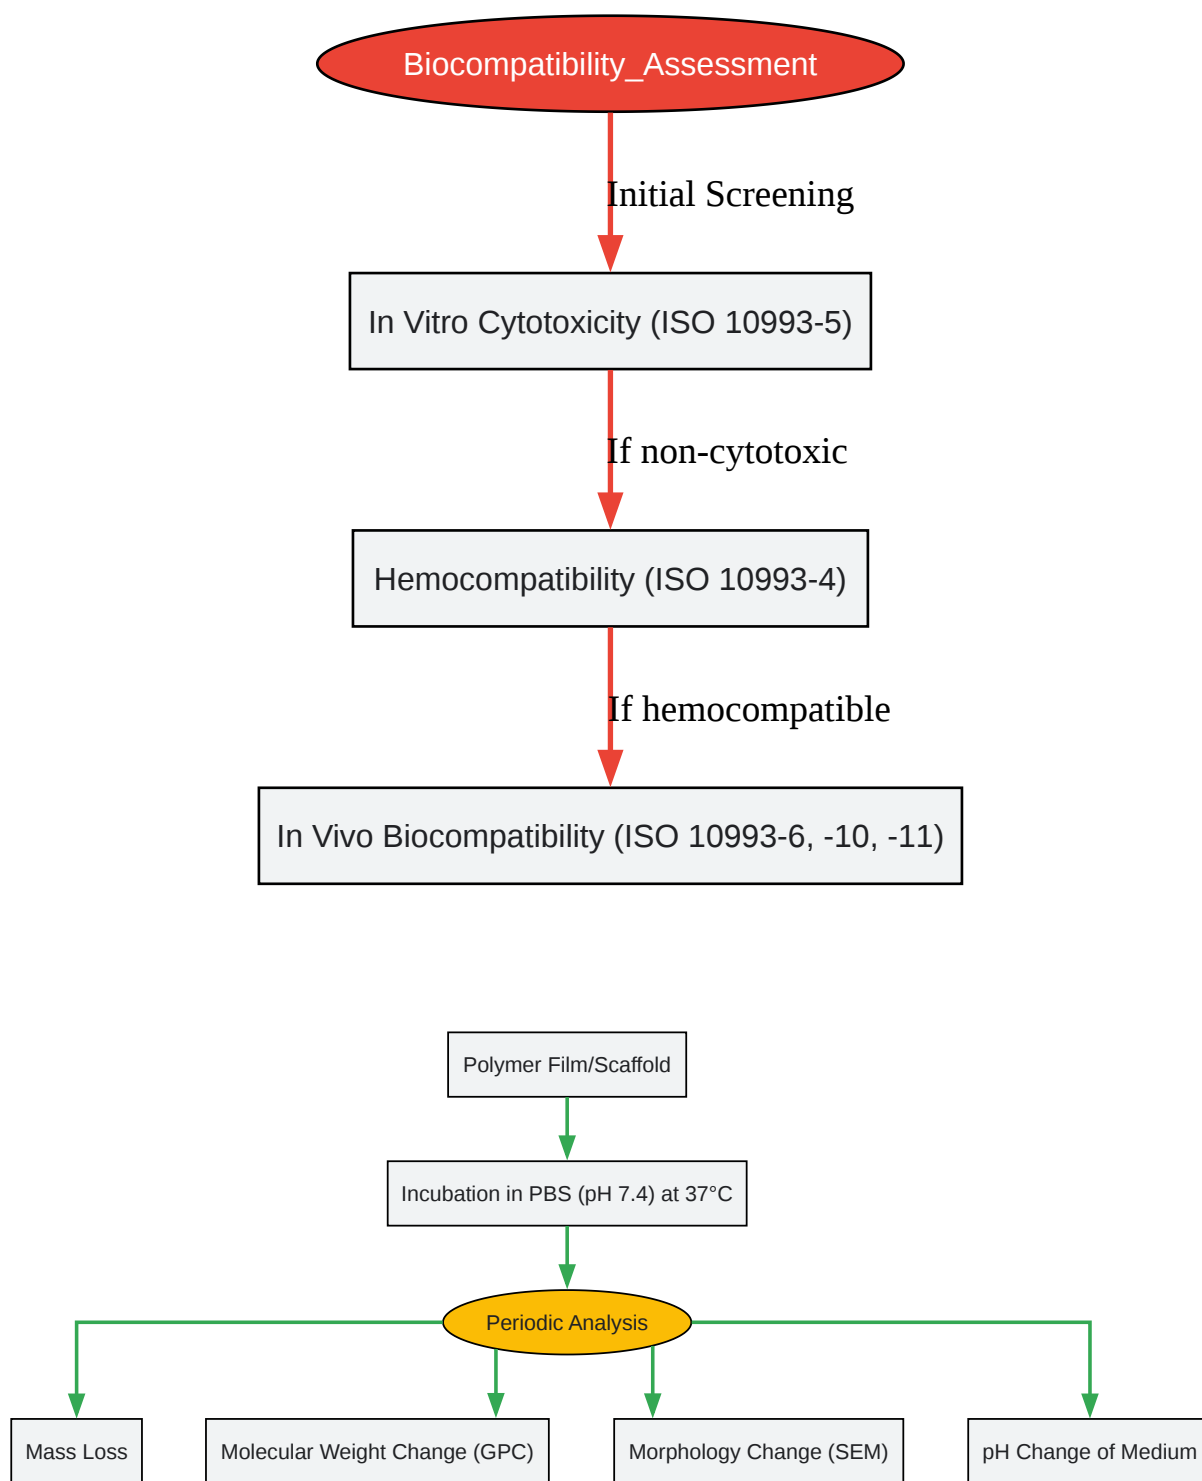 Biocompatibility_Assessment
Initial Screening
In Vitro Cytotoxicity (ISO 10993-5)
If non-cytotoxic
Hemocompatibility (ISO 10993-4)
If hemocompatible
In Vivo Biocompatibility (ISO 10993-6, -10, -11)
Polymer Film/Scaffold
Incubation in PBS (pH 7.4) at 37°C
Periodic Analysis
Mass Loss
Molecular Weight Change (GPC)
Morphology Change (SEM)
pH Change of Medium